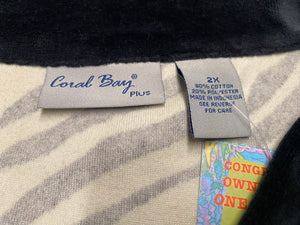 Coral Bay®
PLUS
2X
80% COTTON
20% POLYESTER
MADE IN INDONESIA
SEE REVERSE
FOR CARE
CONG
OWN
ONE